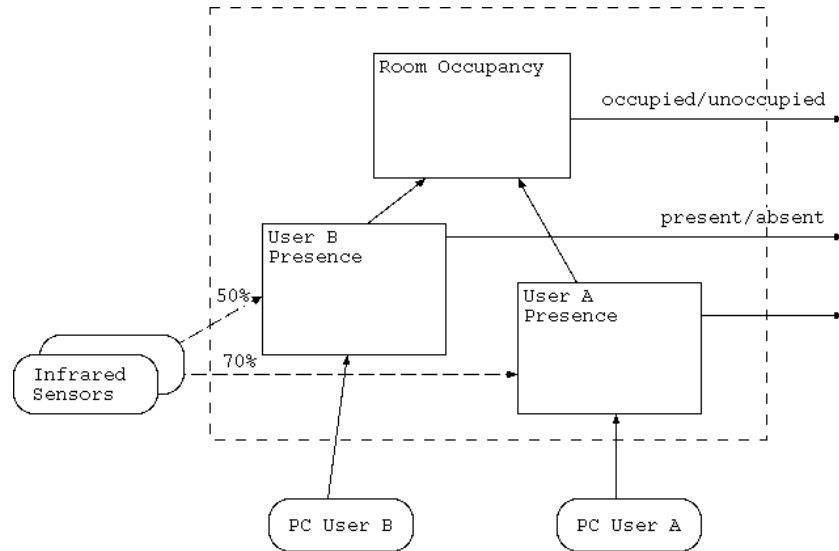 Room Occupancy
occupied/unoccupied
present/absent
User B
Presence
50%
User A
Presence
70%
Infrared
Sensors
PC User B
PC User A